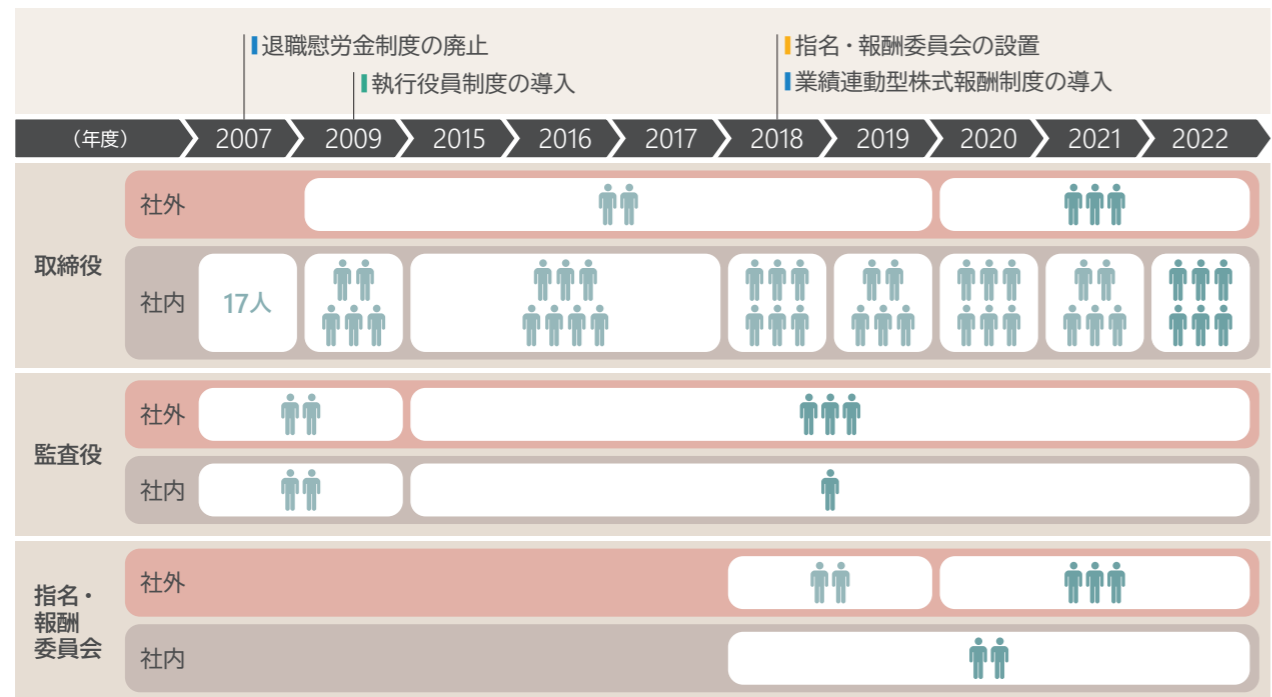 退職慰労金制度の廃止
執行役員制度の導入
指名・報酬委員会の設置
業績連動型株式報酬制度の導入
（年度） 2007 2009 2015 2016 2017 2018 2019 2020 2021 2022
取締役
社外
社内 17人
監査役
社外
社内
指名・
報酬
委員会
社外
社内